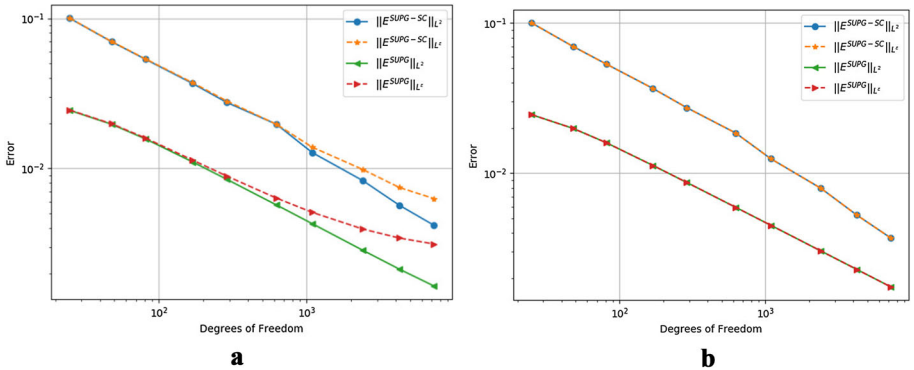 10⁻¹
10⁻²
Error
10²
10³
Degrees of Freedom
||E^{SUPG-SC}||_{L²}
||E^{SUPG-SC}||_{L^ε}
||E^{SUPG}||_{L²}
||E^{SUPG}||_{L^ε}
a
10⁻¹
10⁻²
Error
10²
10³
Degrees of Freedom
||E^{SUPG-SC}||_{L²}
||E^{SUPG-SC}||_{L^ε}
||E^{SUPG}||_{L²}
||E^{SUPG}||_{L^ε}
b